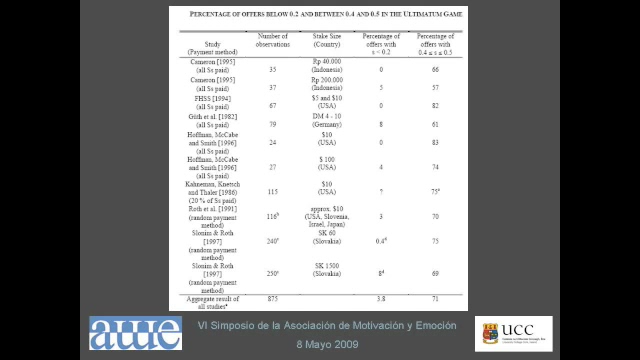 PERCENTAGE OF OFFERS BELOW 0.2 AND BETWEEN 0.4 AND 0.5 IN THE ULTIMATUM GAME
Study (Payment method) Number of observations Stake Size (Country) Percentage of offers with s < 0.2 Percentage of offers with 0.4 ≤ s ≤ 0.5
Cameron [1995] (all Ss paid) 35 Rp 40.000 (Indonesia) 0 66
Cameron [1995] (all Ss paid) 37 Rp 200.000 (Indonesia) 5 57
FHSS [1994] (all Ss paid) 67 $5 and $10 (USA) 0 82
Güth et al. [1982] (all Ss paid) 79 DM 4 - 10 (Germany) 8 61
Hoffman, McCabe and Smith [1996] (all Ss paid) 24 $10 (USA) 0 83
Hoffman, McCabe and Smith [1996] (all Ss paid) 27 $ 100 (USA) 4 74
Kahneman, Knetsch and Thaler [1986] (20 % of Ss paid) 115 $10 (USA) ? 75ª
Roth et al. [1991] (random payment method) 116ᵇ approx. $10 (USA, Slovenia, Israel, Japan) 3 70
Slonim & Roth [1997] (random payment method) 240ᶜ SK 60 (Slovakia) 0.4ᵈ 75
Slonim & Roth [1997] (random payment method) 250ᶜ SK 1500 (Slovakia) 8ᵈ 69
Aggregate result of all studies 875 3.8 71
VI Simposio de la Asociación de Motivación y Emoción
8 Mayo 2009
UCC